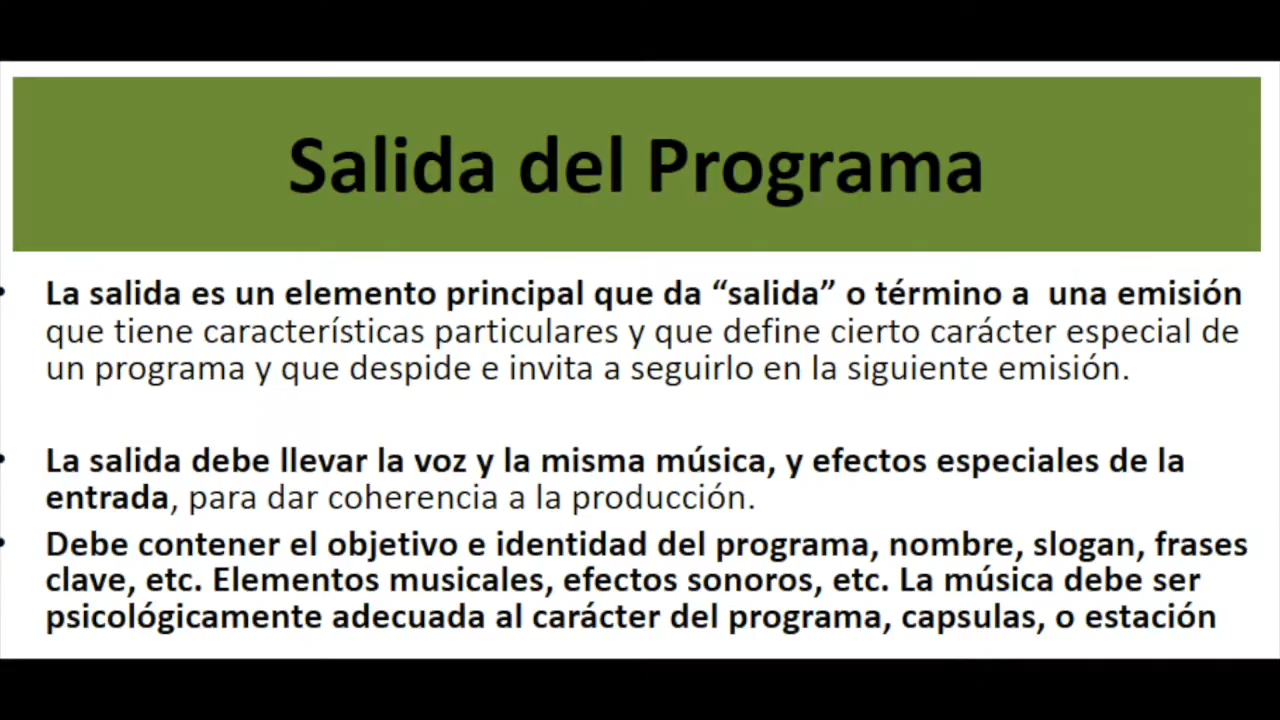 Salida del Programa
• La salida es un elemento principal que da “salida” o término a una emisión
que tiene características particulares y que define cierto carácter especial de
un programa y que despide e invita a seguirlo en la siguiente emisión.
• La salida debe llevar la voz y la misma música, y efectos especiales de la
entrada, para dar coherencia a la producción.
• Debe contener el objetivo e identidad del programa, nombre, slogan, frases
clave, etc. Elementos musicales, efectos sonoros, etc. La música debe ser
psicológicamente adecuada al carácter del programa, capsulas, o estación